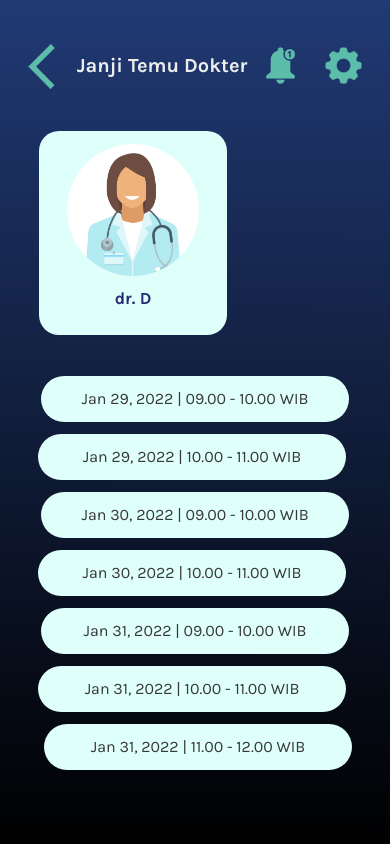 Janji Temu Dokter
1
dr. D
Jan 29, 2022 | 09.00 - 10.00 WIB
Jan 29, 2022 | 10.00 - 11.00 WIB
Jan 30, 2022 | 09.00 - 10.00 WIB
Jan 30, 2022 | 10.00 - 11.00 WIB
Jan 31, 2022 | 09.00 - 10.00 WIB
Jan 31, 2022 | 10.00 - 11.00 WIB
Jan 31, 2022 | 11.00 - 12.00 WIB